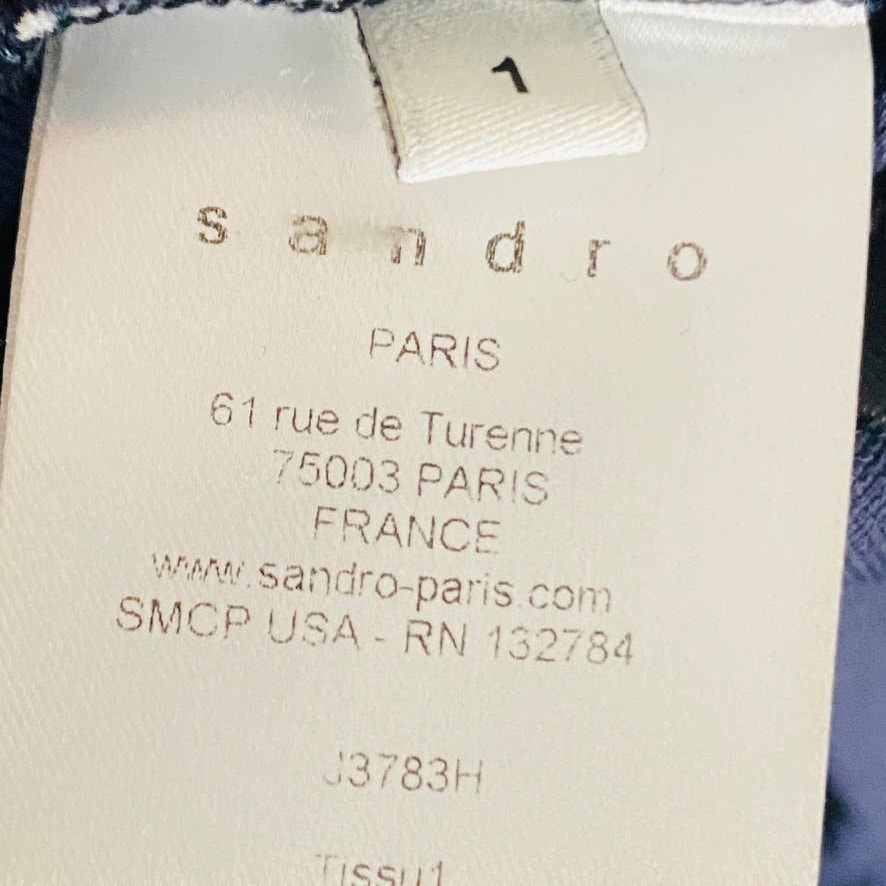 1
sandro
PARIS
61 rue de Turenne
75003 PARIS
FRANCE
www.sandro-paris.com
SMCP USA - RN 132784
J3783H
Tissu1